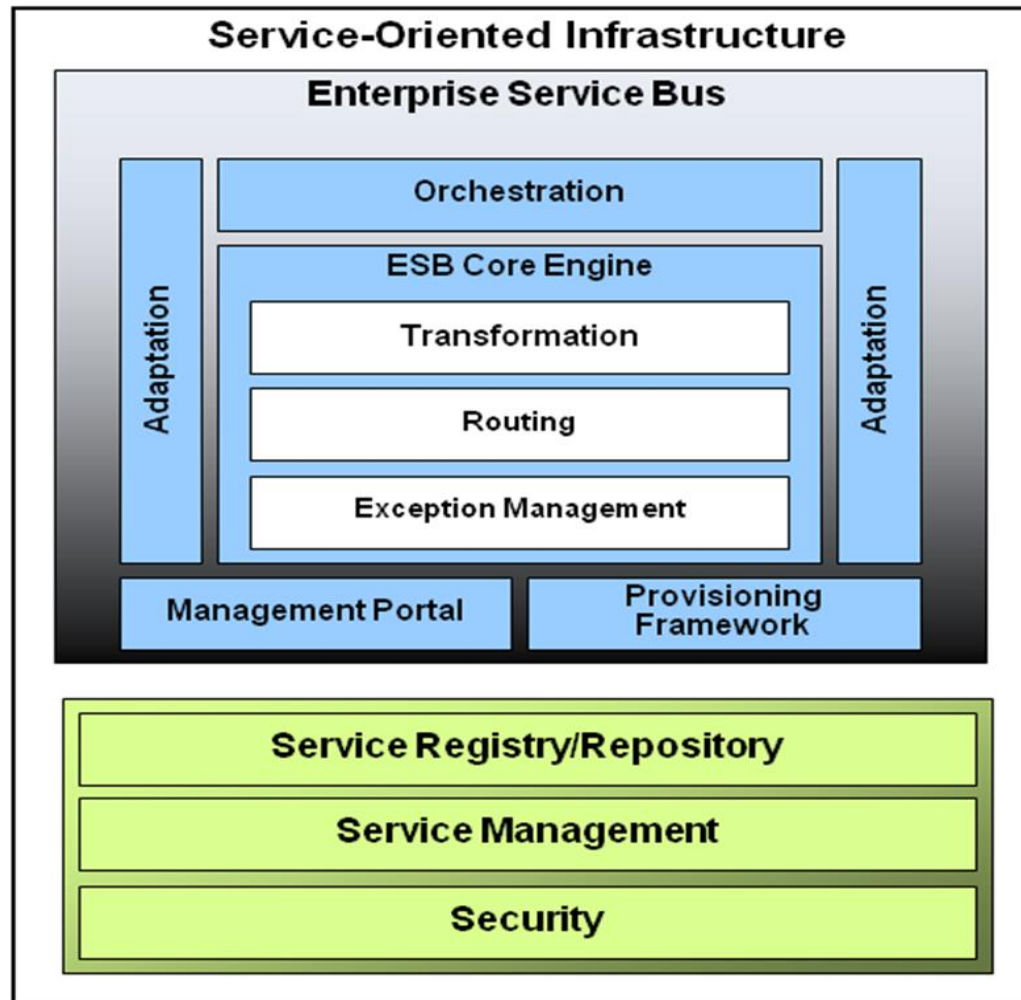 Service-Oriented Infrastructure
Enterprise Service Bus
Adaptation
Orchestration
ESB Core Engine
Transformation
Routing
Exception Management
Adaptation
Management Portal
Provisioning
Framework
Service Registry/Repository
Service Management
Security